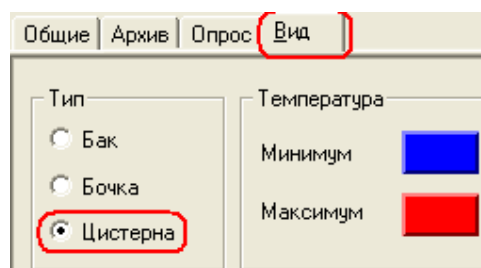 Общие Архив Опрос Вид
Тип
Бак
Бочка
Цистерна
Температура
Минимум
Максимум